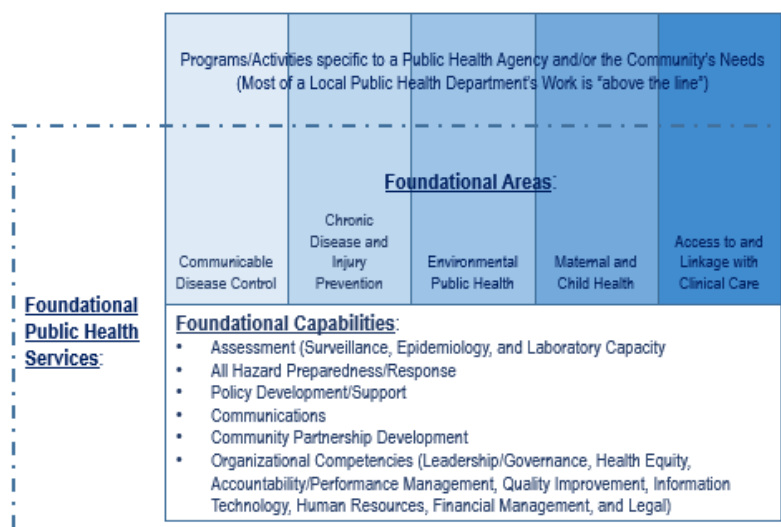 Programs/Activities specific to a Public Health Agency and/or the Community's Needs
(Most of a Local Public Health Department's Work is "above the line")
Foundational Areas:
Communicable
Disease Control
Chronic
Disease and
Injury
Prevention
Environmental
Public Health
Maternal and
Child Health
Access to and
Linkage with
Clinical Care
Foundational
Public Health
Services:
Foundational Capabilities:
• Assessment (Surveillance, Epidemiology, and Laboratory Capacity
• All Hazard Preparedness/Response
• Policy Development/Support
• Communications
• Community Partnership Development
• Organizational Competencies (Leadership/Governance, Health Equity,
Accountability/Performance Management, Quality Improvement, Information
Technology, Human Resources, Financial Management, and Legal)